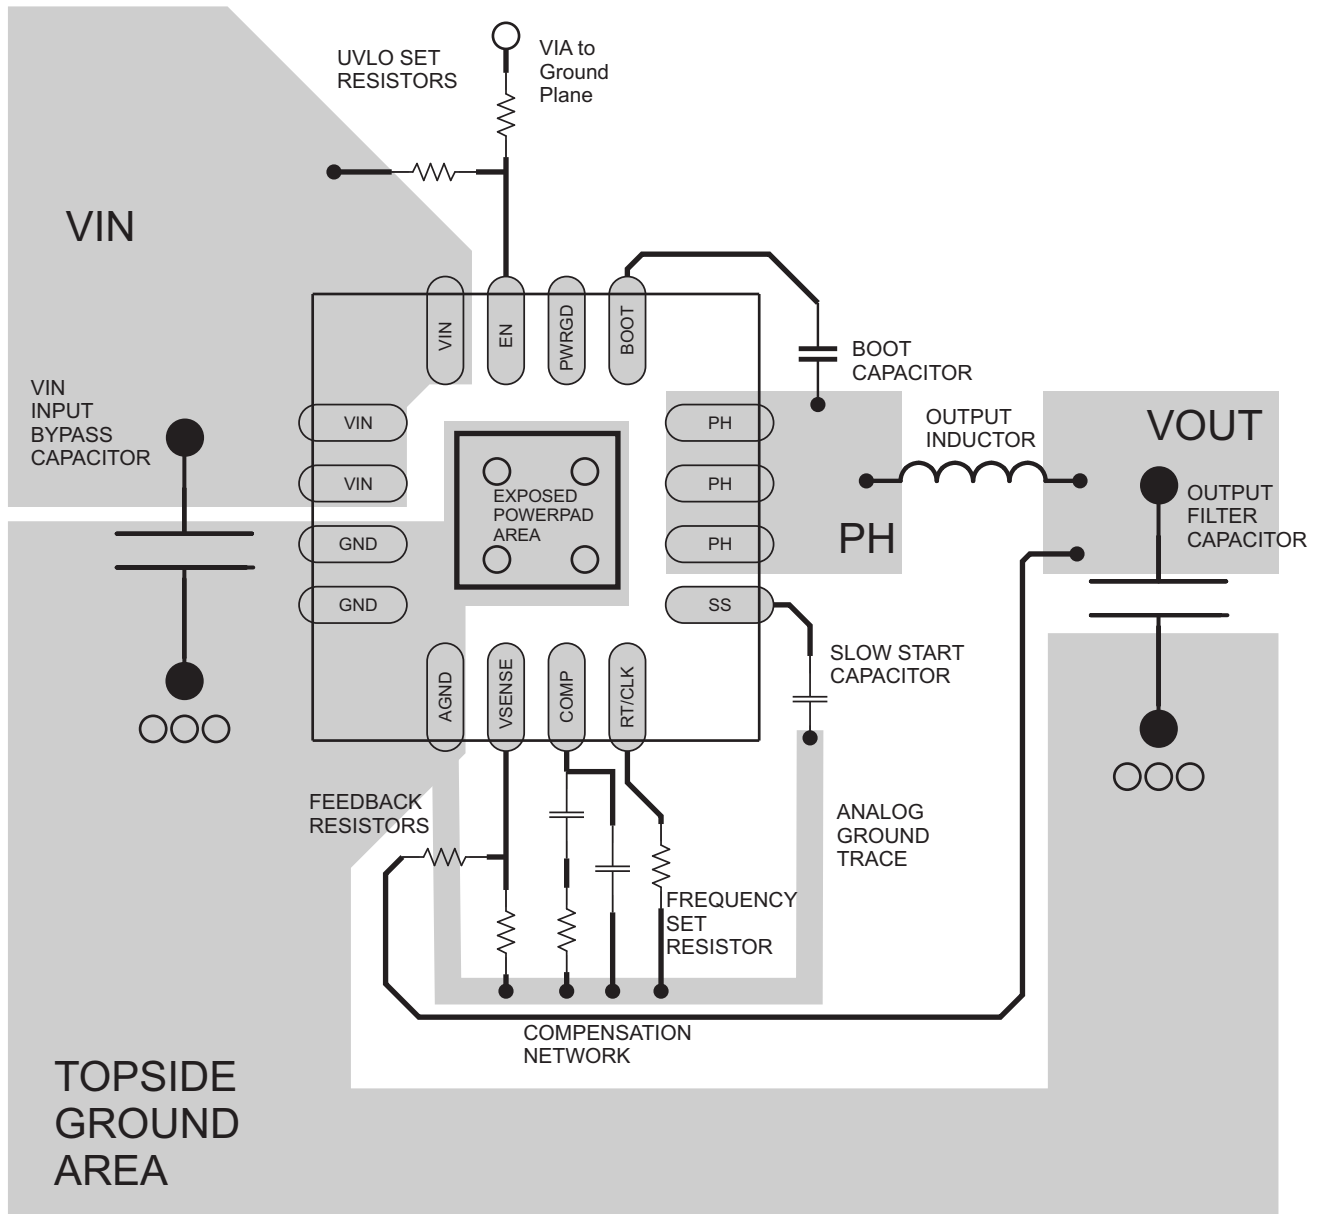 UVLO SET
RESISTORS
VIA to
Ground
Plane
VIN
VIN
EN
PWRGD
BOOT
BOOT
CAPACITOR
VIN
INPUT
BYPASS
CAPACITOR
VIN
VIN
GND
GND
EXPOSED
POWERPAD
AREA
PH
PH
PH
SS
PH
OUTPUT
INDUCTOR
VOUT
OUTPUT
FILTER
CAPACITOR
AGND
VSENSE
COMP
RT/CLK
SLOW START
CAPACITOR
FEEDBACK
RESISTORS
ANALOG
GROUND
TRACE
FREQUENCY
SET
RESISTOR
COMPENSATION
NETWORK
TOPSIDE
GROUND
AREA